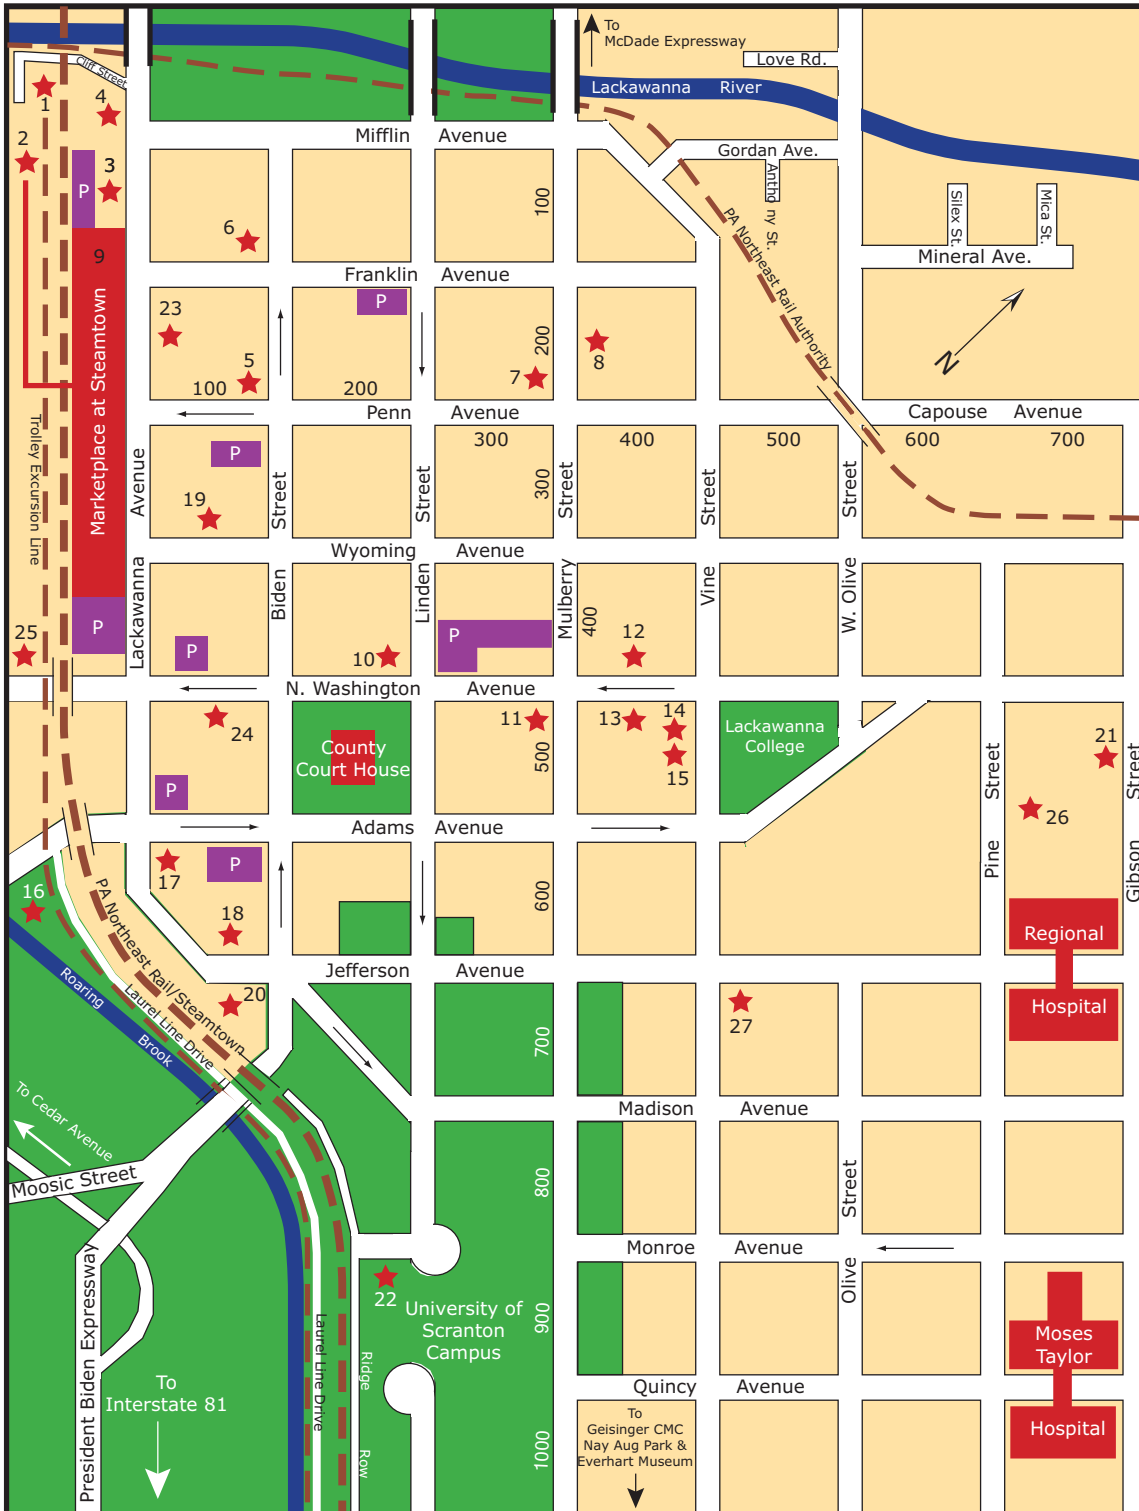 To
McDade Expressway
Love Rd.
Cliff Street
Lackawanna River
1
4
Mifflin Avenue
2
3
P
Gordan Ave.
Anthony St.
100
Silex St.
Mica St.
6
9
Mineral Ave.
PA Northeast Rail Authority
Franklin Avenue
P
23
5
7
200
8
N
100
200
Penn Avenue
Capouse Avenue
300
400
500
600
700
Marketplace at Steamtown
Trolley Excursion Line
P
19
300
Lackawanna Avenue
Biden Street
Linden Street
Mulberry Street
Vine Street
W. Olive Street
Wyoming Avenue
400
P
P
P
25
10
12
N. Washington Avenue
24
11
13
14
15
500
County
Court House
Lackawanna
College
21
26
Pine Street
Gibson Street
P
Adams Avenue
17
P
18
16
600
Regional
Hospital
PA Northeast Rail/Steamtown
Jefferson Avenue
20
27
Laurel Line Drive
Roaring Brook
700
To Cedar Avenue
Madison Avenue
Moosic Street
800
Olive Street
Monroe Avenue
President Biden Expressway
22
University of
Scranton
Campus
900
Moses
Taylor
Hospital
Laurel Line Drive
Ridge Row
Quincy Avenue
To
Interstate 81
1000
To
Geisinger CMC
Nay Aug Park &
Everhart Museum